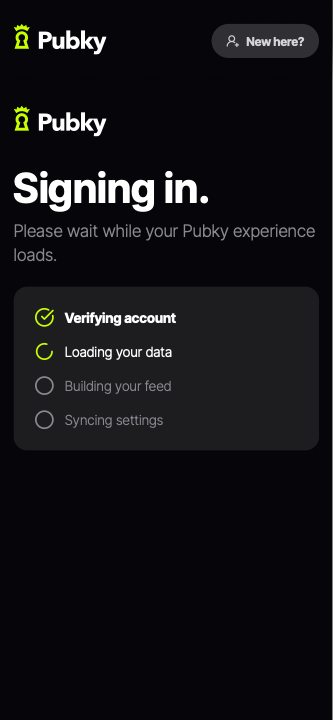 Pubky
New here?
Pubky
Signing in.
Please wait while your Pubky experience
loads.
Verifying account
Loading your data
Building your feed
Syncing settings